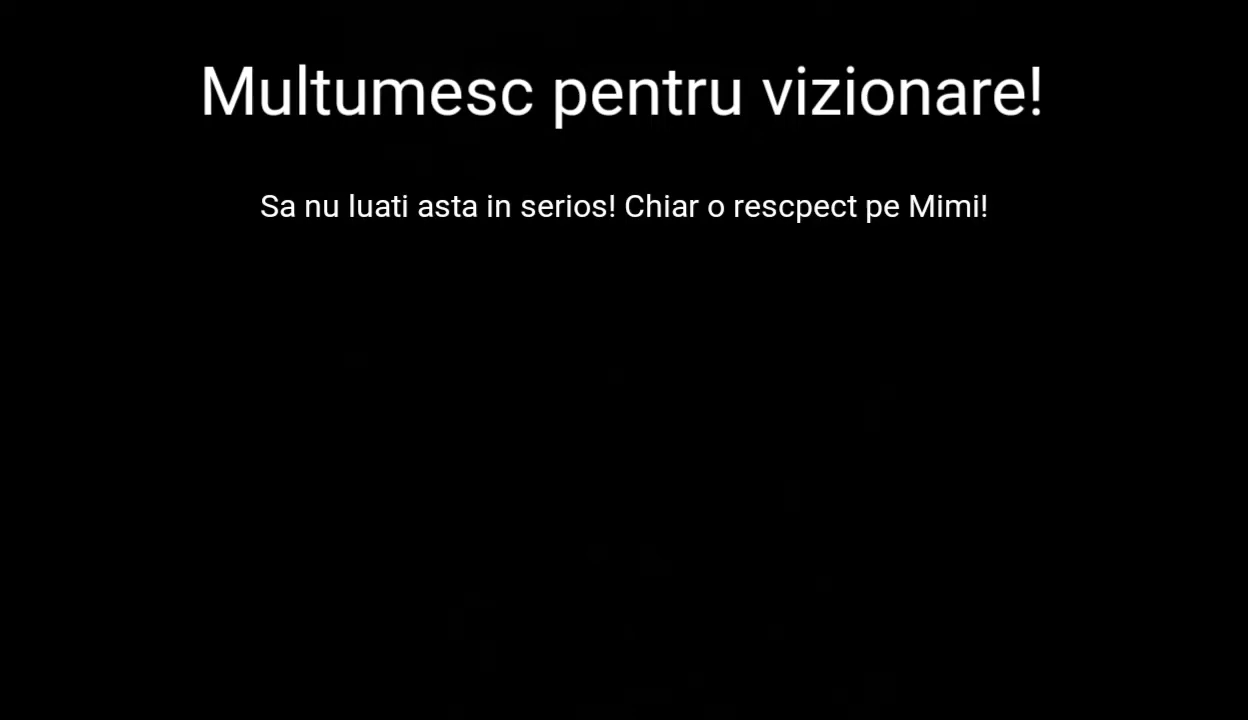 Multumesc pentru vizionare!
Sa nu luati asta in serios! Chiar o rescpect pe Mimi!